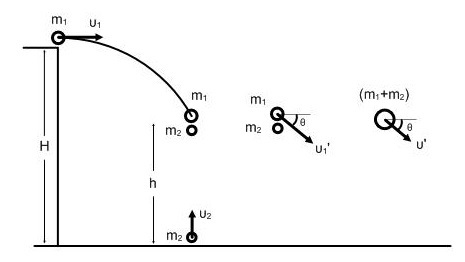 m₁ υ₁
m₁ m₁ (m₁+m₂)
m₂ m₂ θ θ
υ₁' υ'
H h
υ₂
m₂